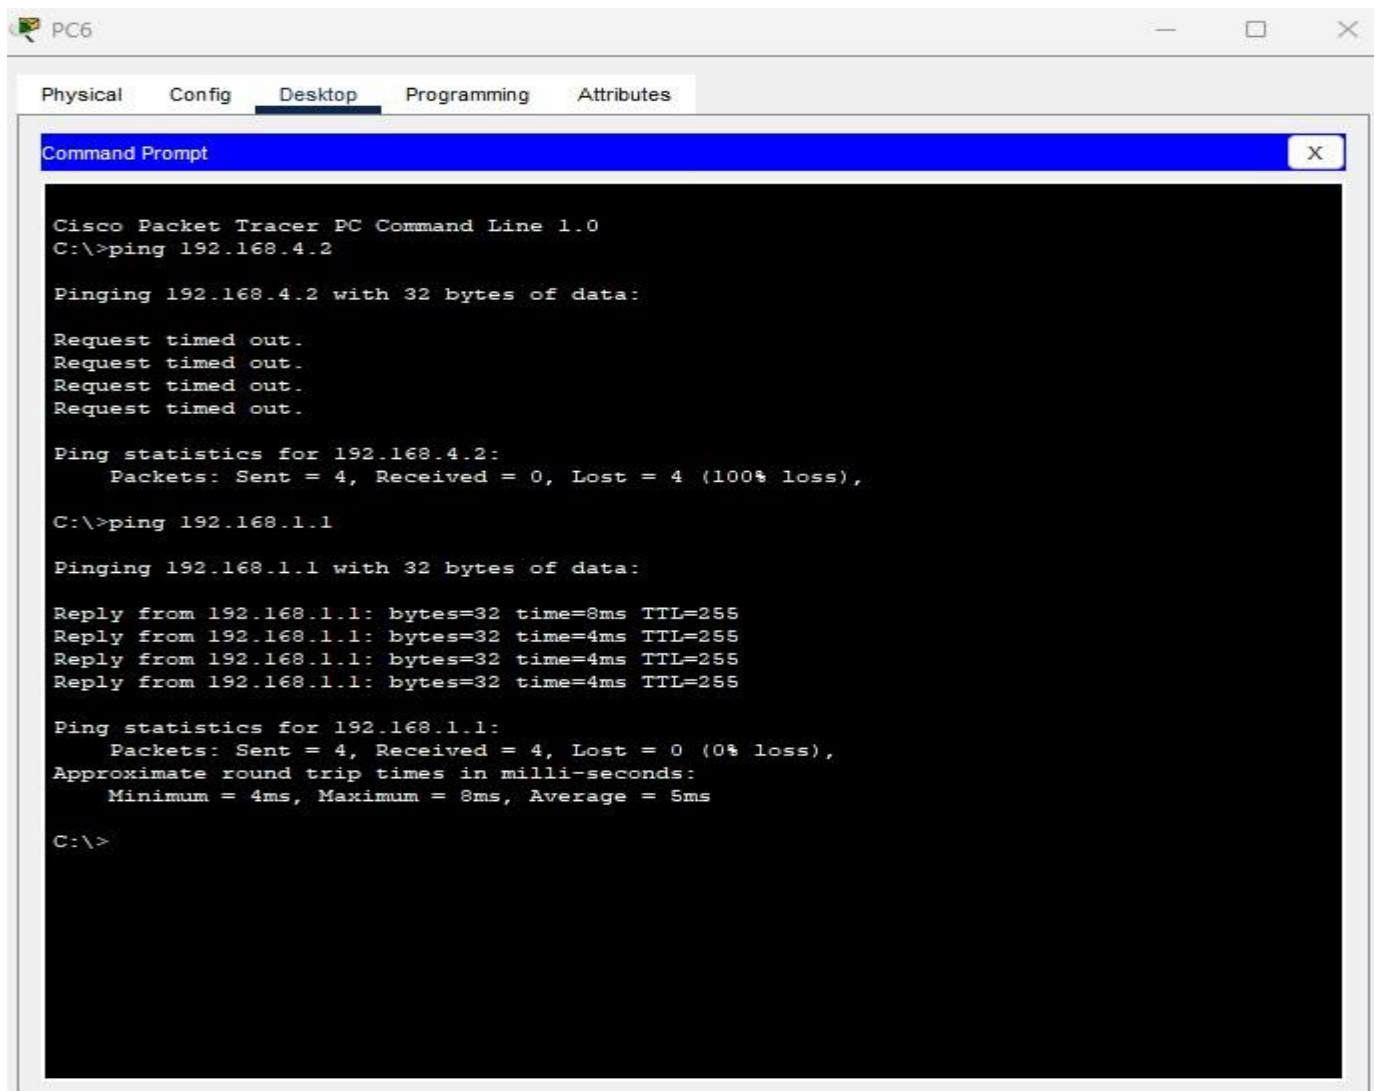 PC6
Physical Config Desktop Programming Attributes
Command Prompt X
Cisco Packet Tracer PC Command Line 1.0
C:\>ping 192.168.4.2
Pinging 192.168.4.2 with 32 bytes of data:
Request timed out.
Request timed out.
Request timed out.
Request timed out.
Ping statistics for 192.168.4.2:
Packets: Sent = 4, Received = 0, Lost = 4 (100% loss),
C:\>ping 192.168.1.1
Pinging 192.168.1.1 with 32 bytes of data:
Reply from 192.168.1.1: bytes=32 time=8ms TTL=255
Reply from 192.168.1.1: bytes=32 time=4ms TTL=255
Reply from 192.168.1.1: bytes=32 time=4ms TTL=255
Reply from 192.168.1.1: bytes=32 time=4ms TTL=255
Ping statistics for 192.168.1.1:
Packets: Sent = 4, Received = 4, Lost = 0 (0% loss),
Approximate round trip times in milli-seconds:
Minimum = 4ms, Maximum = 8ms, Average = 5ms
C:\>